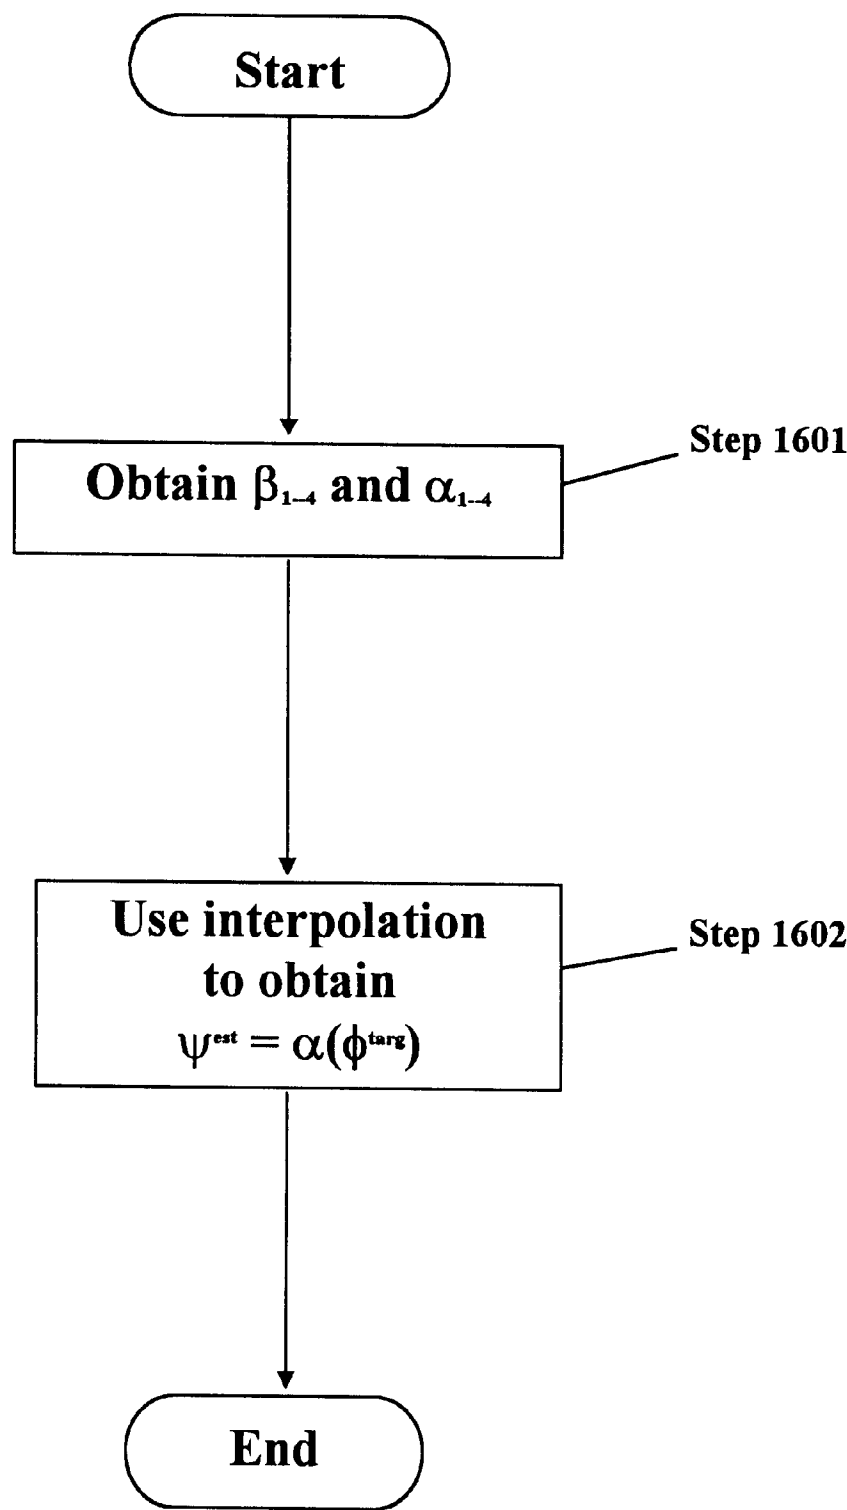 Start
Step 1601
Obtain β₁₋₄ and α₁₋₄
Use interpolation
Step 1602
to obtain
ψᵉˢᵗ = α(ϕᵗᵃʳᵍ)
End